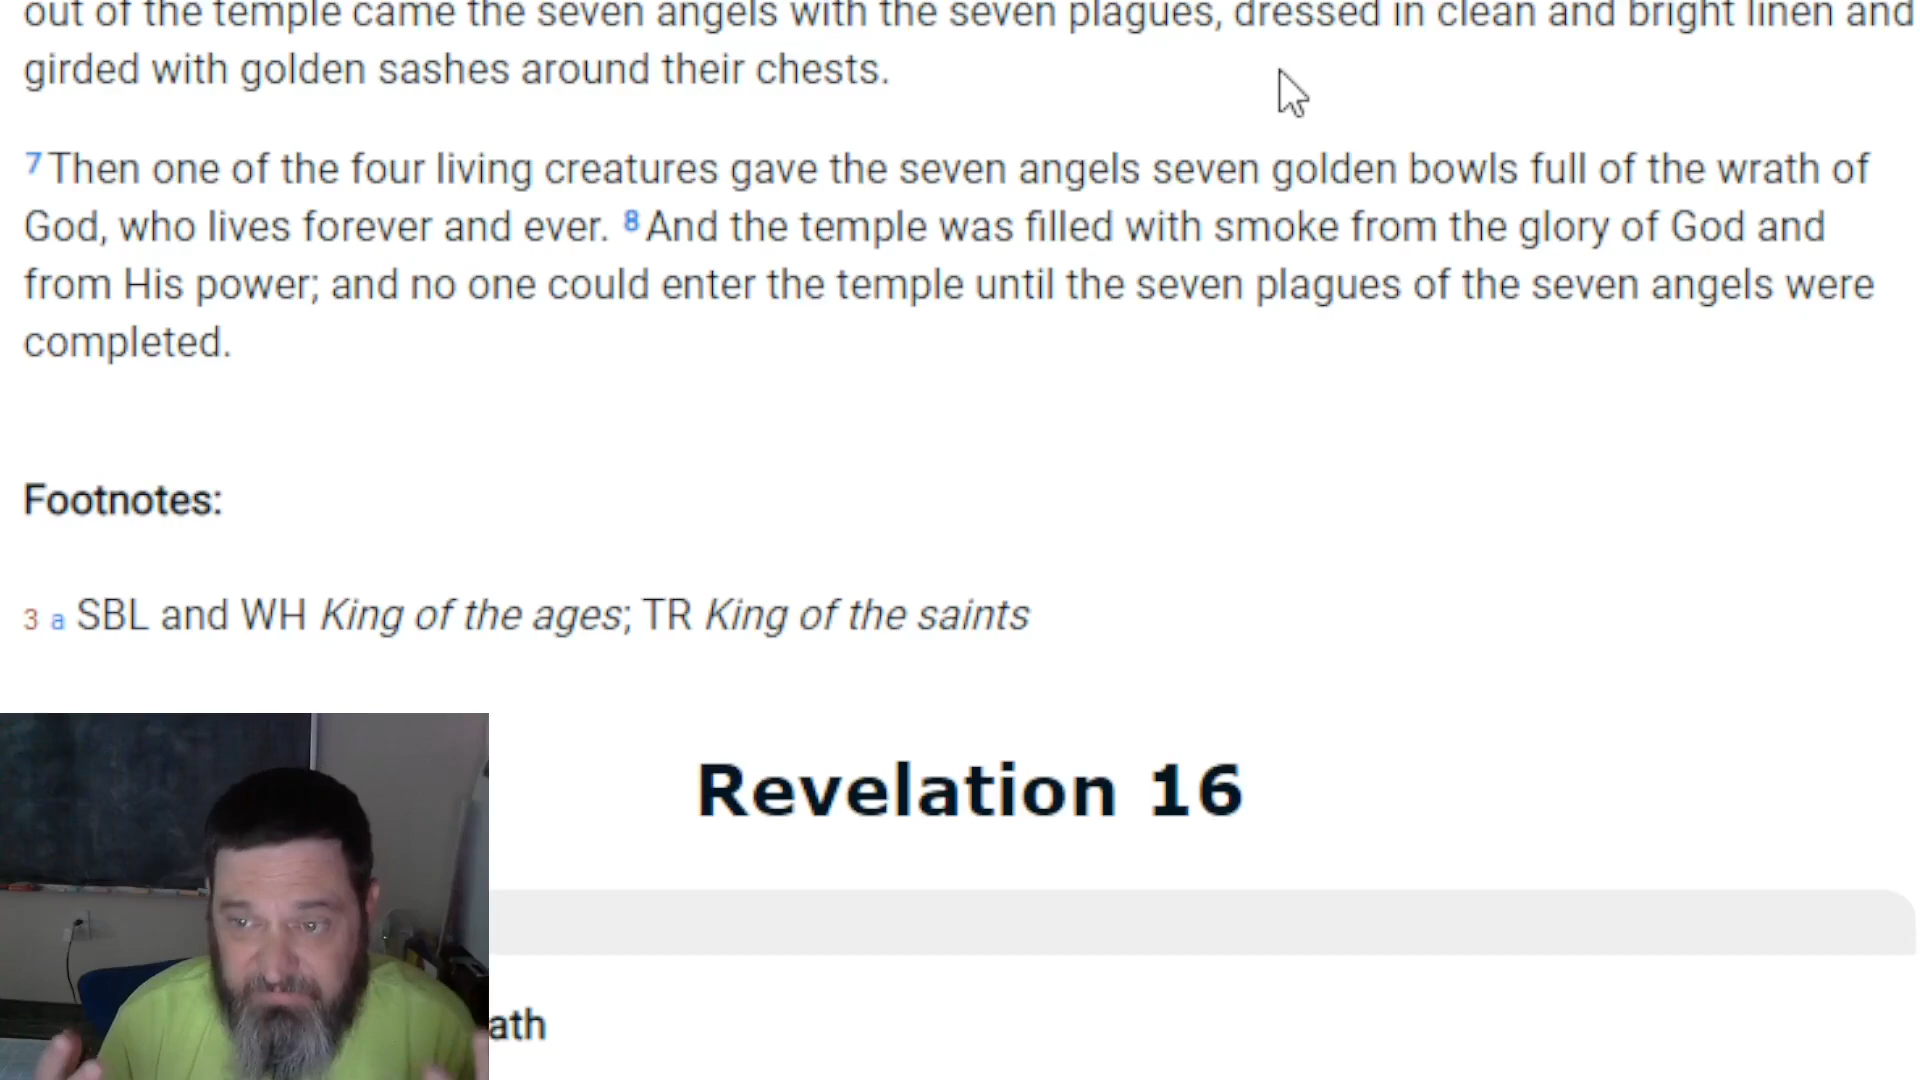 out of the temple came the seven angels with the seven plagues, dressed in clean and bright linen and
girded with golden sashes around their chests.
7 Then one of the four living creatures gave the seven angels seven golden bowls full of the wrath of
God, who lives forever and ever. 8 And the temple was filled with smoke from the glory of God and
from His power; and no one could enter the temple until the seven plagues of the seven angels were
completed.
Footnotes:
3 a SBL and WH King of the ages; TR King of the saints
Revelation 16
ath